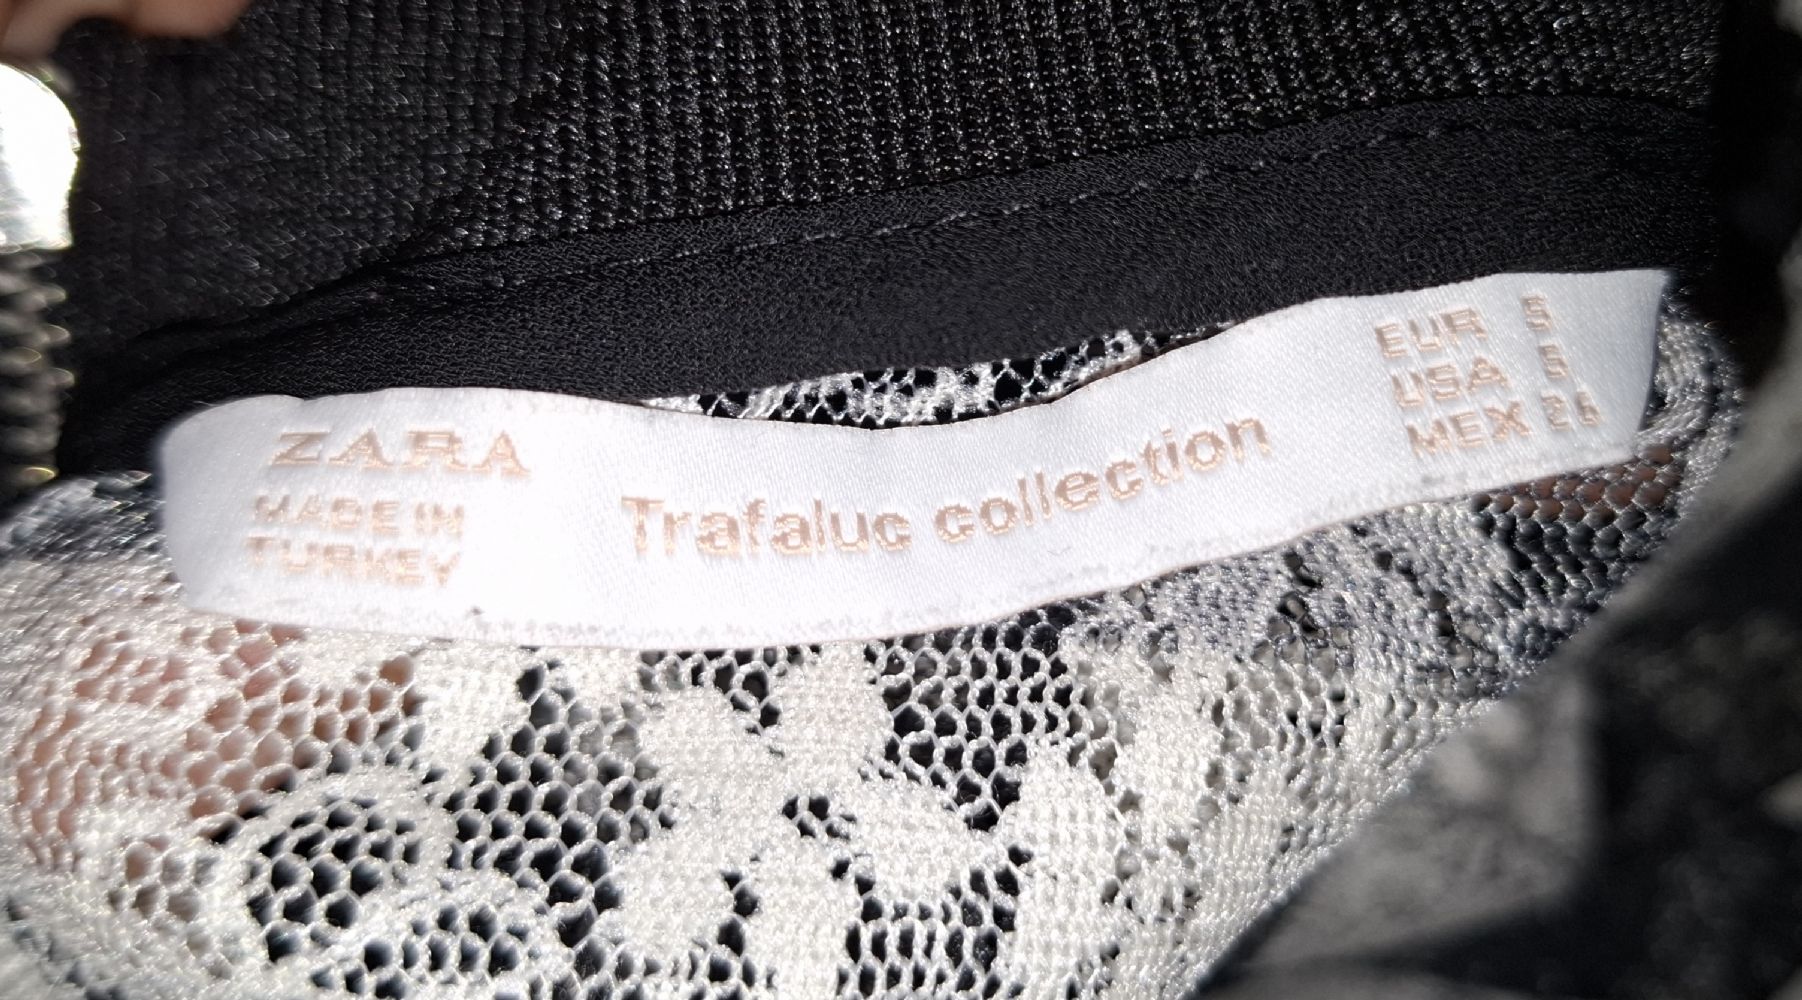 ZARA
MADE IN
TURKEY
Trafaluc collection
EUR S
USA S
MEX 26